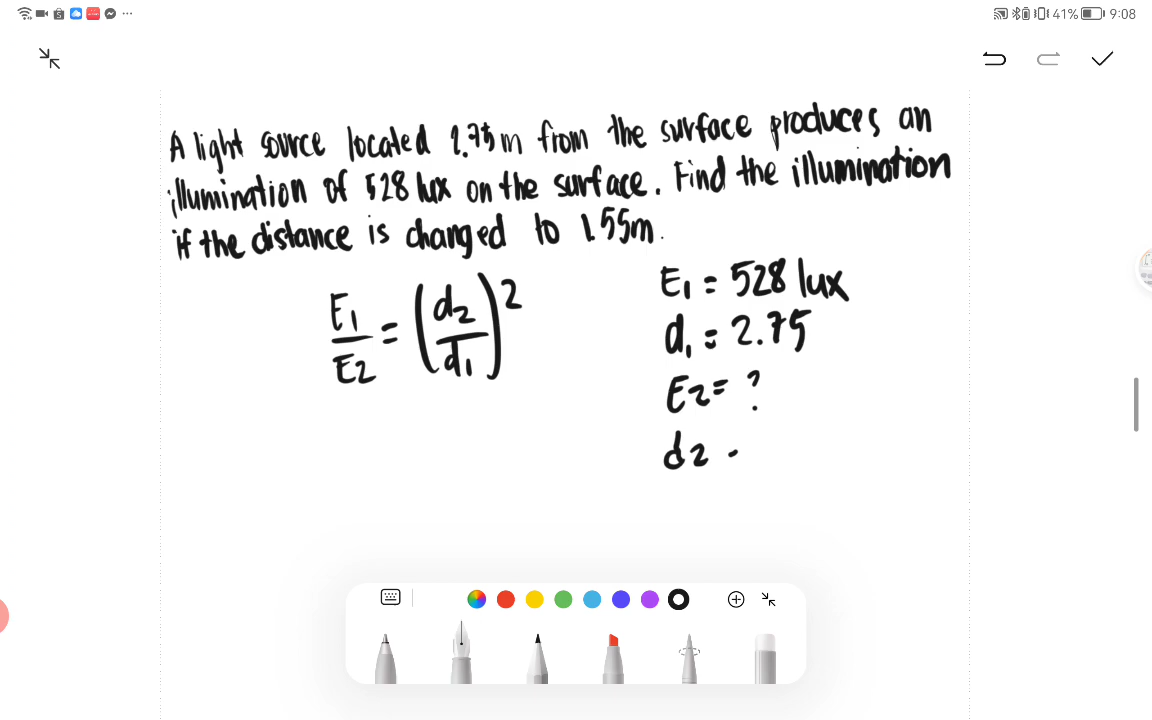 41% 9:08
A light source located 2.75m from the surface produces an
illumination of 528 lux on the surface. Find the illumination
if the distance is changed to 1.55m.
E1/E2 = (d2/d1)2
E1 = 528 lux
d1 = 2.75
E2 = ?
d2